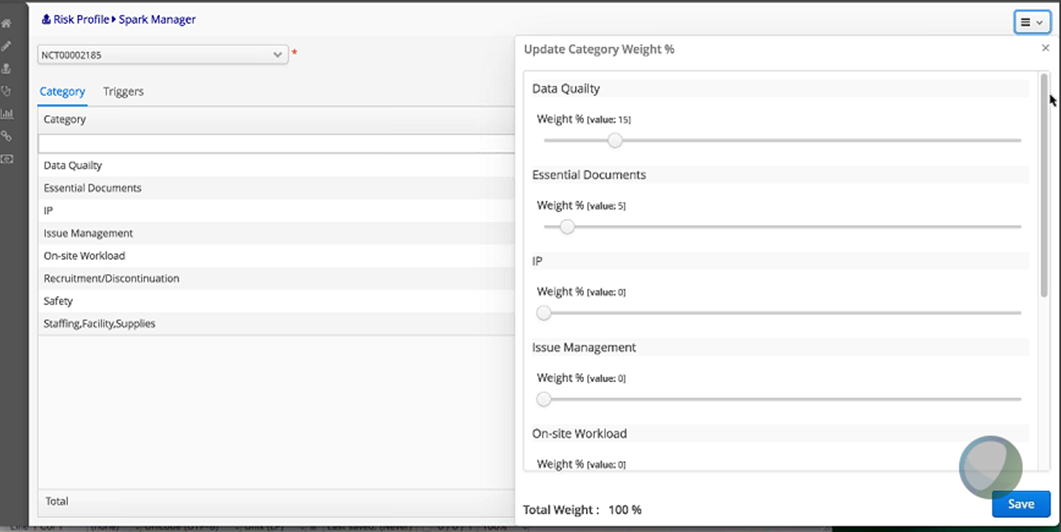 Risk Profile Spark Manager
NCT00002185 *
Update Category Weight %
Category Triggers
Category
Data Quailty
Essential Documents
IP
Issue Management
On-site Workload
Recruitment/Discontinuation
Safety
Staffing,Facility,Supplies
Total
Data Quailty
Weight % [value: 15]
Essential Documents
Weight % [value: 5]
IP
Weight % [value: 0]
Issue Management
Weight % [value: 0]
On-site Workload
Weight % [value: 0]
Total Weight : 100 %
Save